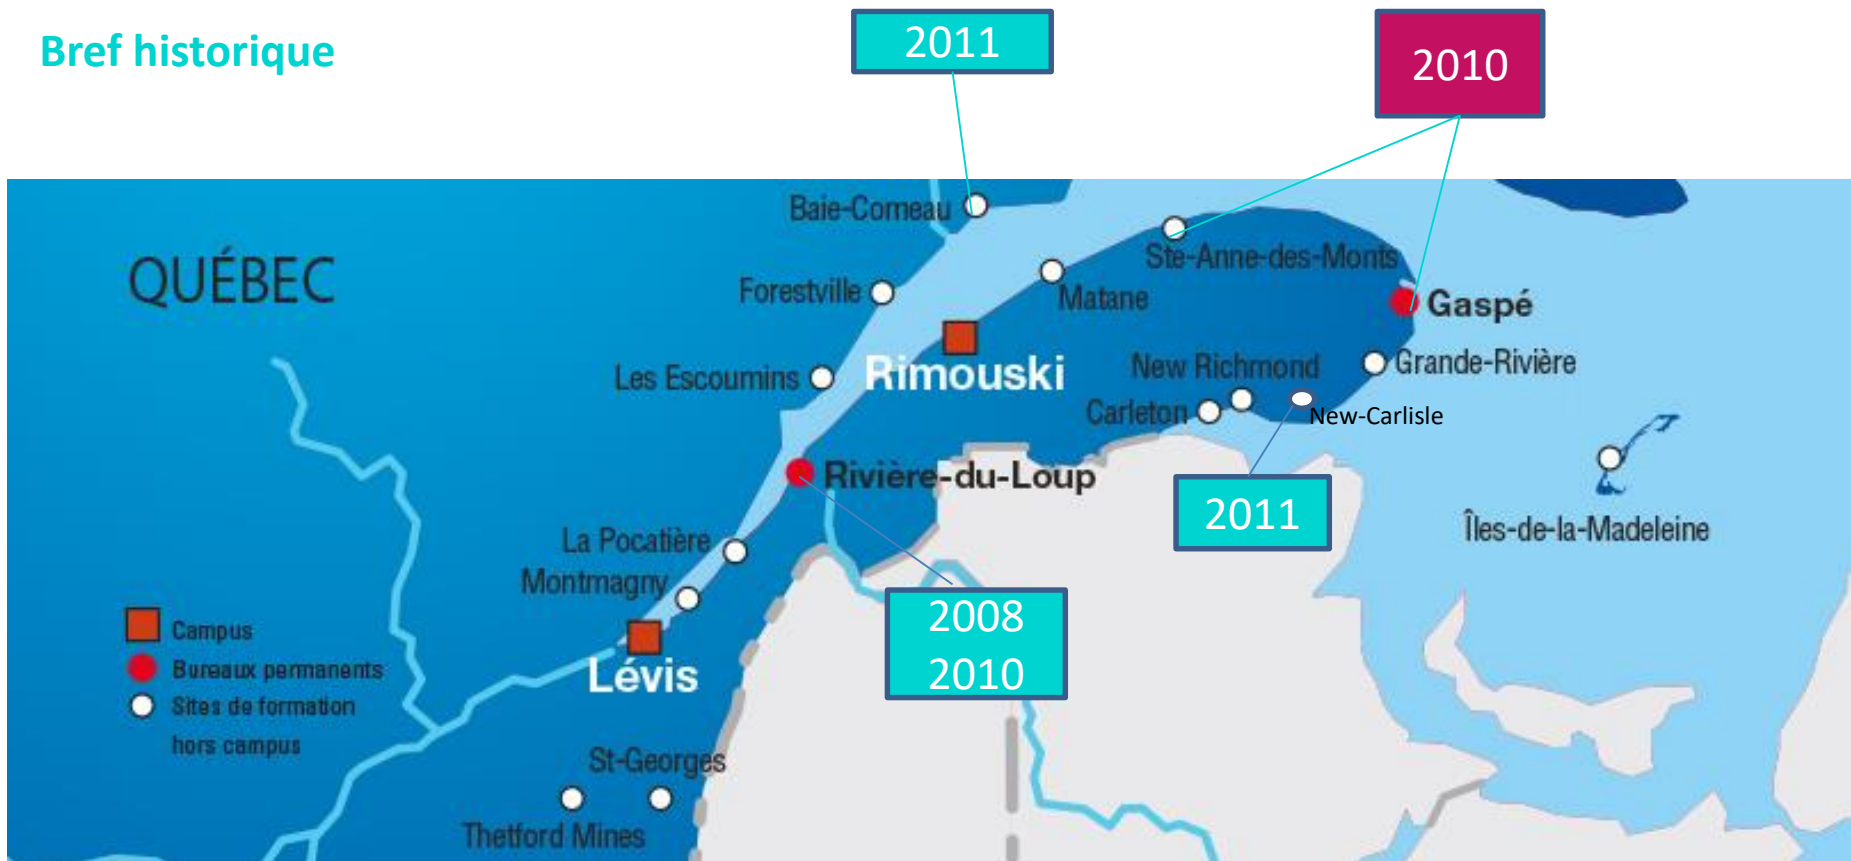 Bref historique
2011
2010
Baie-Comeau
QUÉBEC
Ste-Anne-des-Monts
Forestville
Matane
Gaspé
Rimouski
New Richmond
Grande-Rivière
Les Escoumins
Carleton
New-Carlisle
Rivière-du-Loup
2011
Îles-de-la-Madeleine
La Pocatière
Montmagny
2008
2010
Campus
Bureaux permanents
Lévis
Sites de formation
hors campus
St-Georges
Thetford Mines